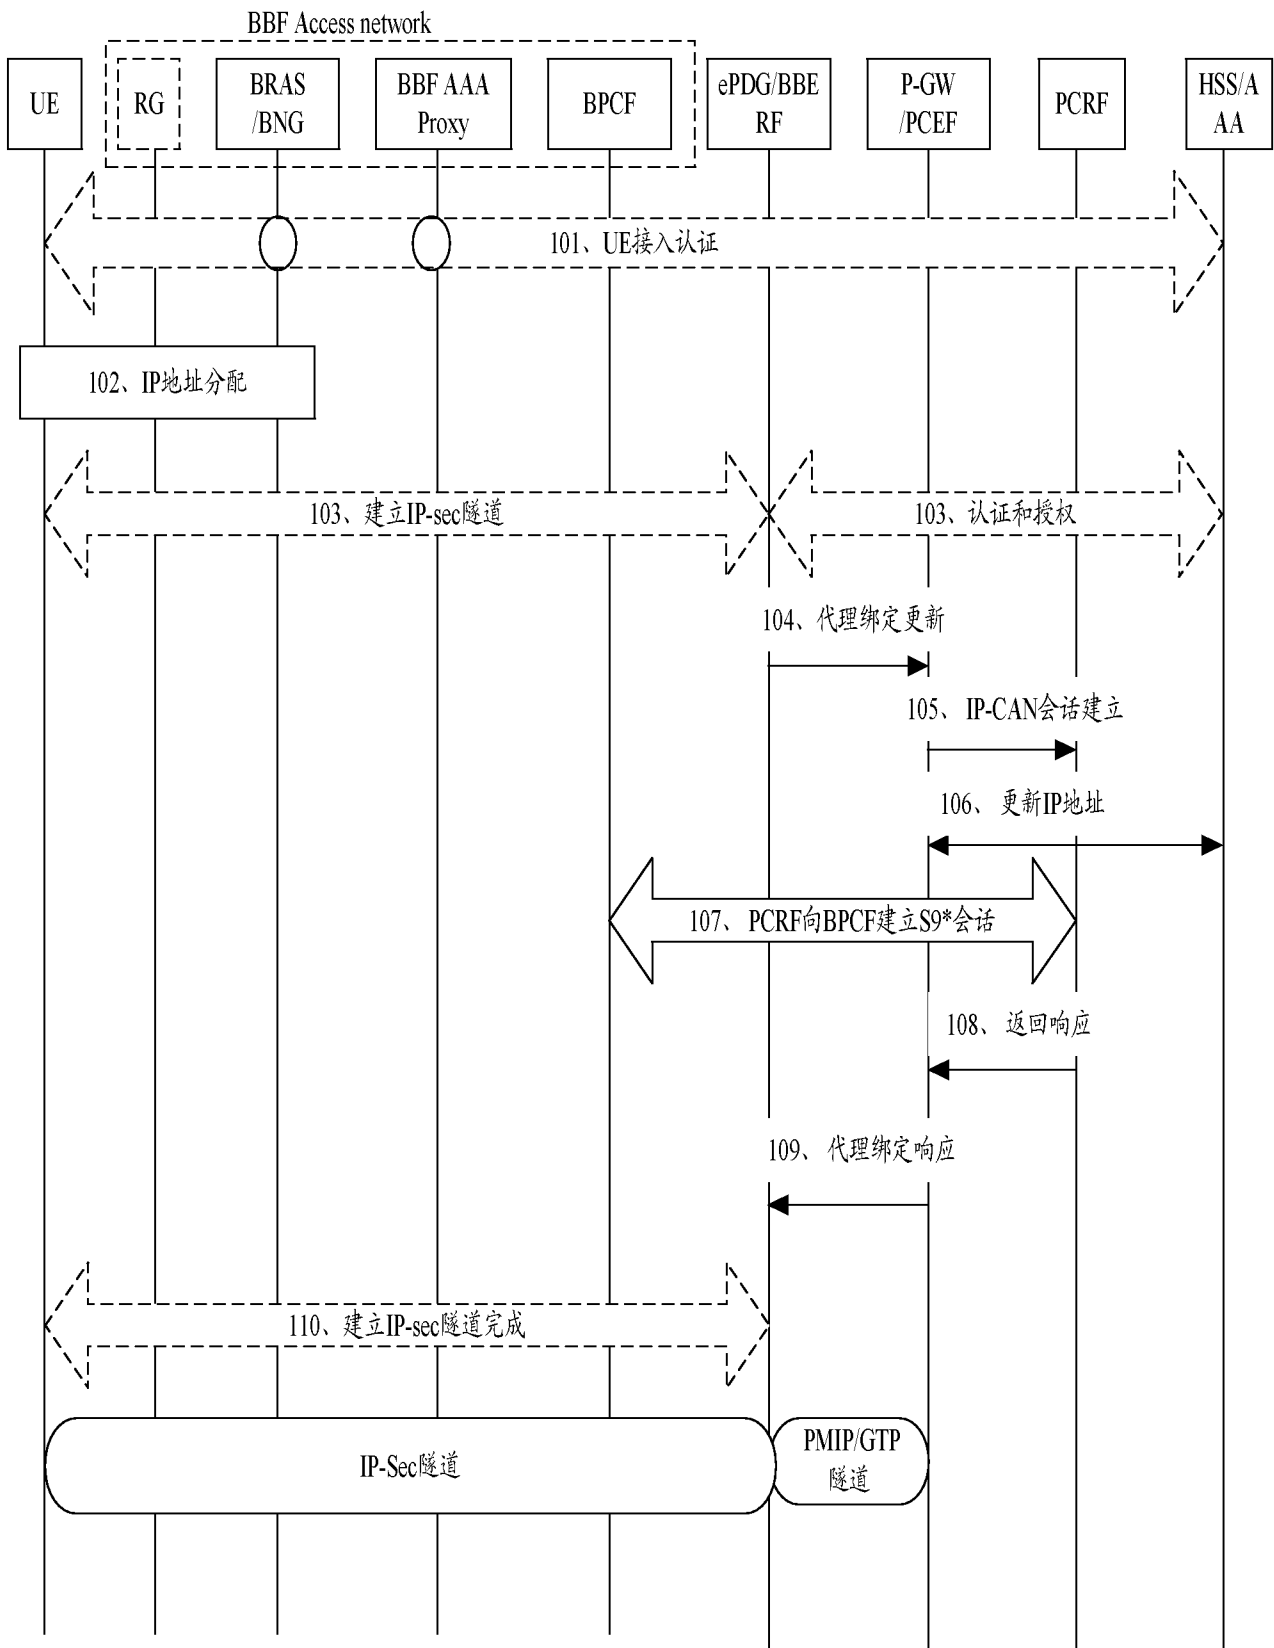 BBF Access network
UE
RG
BRAS
/BNG
BBF AAA
Proxy
BPCF
ePDG/BBE
RF
P-GW
/PCEF
PCRF
HSS/A
AA
101、UE接入认证
102、IP地址分配
103、建立IP-sec隧道
103、认证和授权
104、代理绑定更新
105、 IP-CAN会话建立
106、 更新IP地址
107、 PCRF向BPCF建立S9*会话
108、 返回响应
109、 代理绑定响应
110、建立IP-sec隧道完成
IP-Sec隧道
PMIP/GTP
隧道